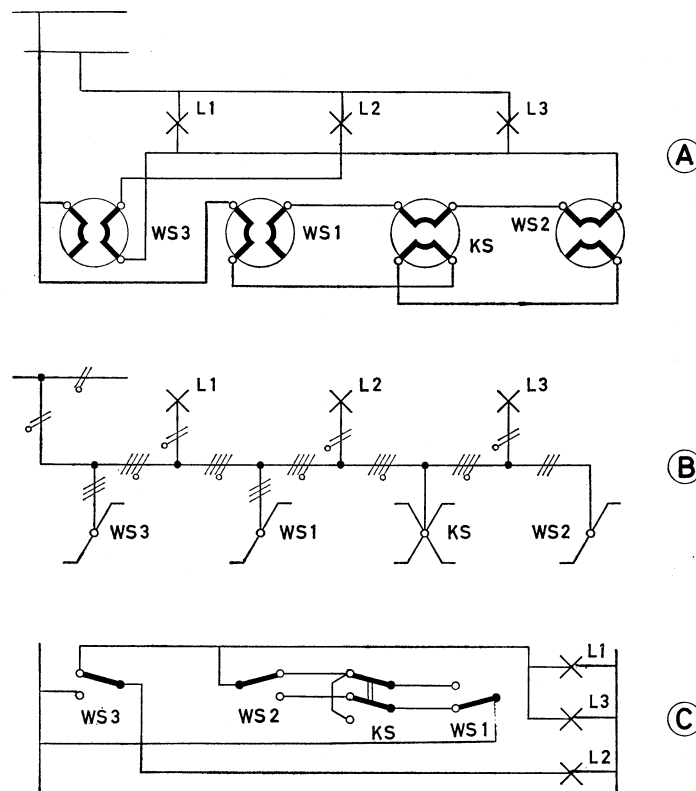 L1 L2 L3
A
WS3 WS1 KS WS2
L1 L2 L3
B
WS3 WS1 KS WS2
L1
WS3 WS2 KS WS1 L3 C
L2